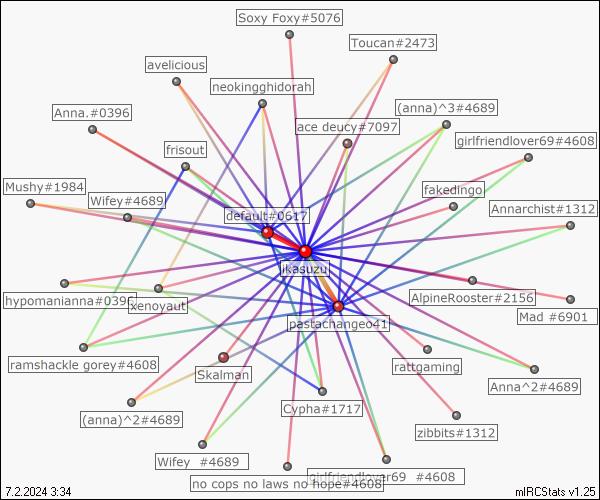 Soxy Foxy#5076
Toucan#2473
avelicious
neokingghidorah
(anna)^3#4689
Anna.#0396
ace deucy#7097
girlfriendlover69#4608
frisout
Mushy#1984
Wifey#4689
fakedingo
default#0617
Annarchist#1312
ikasuzu
hypomanianna#0396
xenoyaut
AlpineRooster#2156
Mad #6901
pastachangeo41
ramshackle gorey#4608
Skalman
rattgaming
Anna^2#4689
(anna)^2#4689
Cypha#1717
zibbits#1312
Wifey #4689
no cops no laws no hope#4608
girlfriendlover69 #4608
7.2.2024 3:34
mIRCStats v1.25